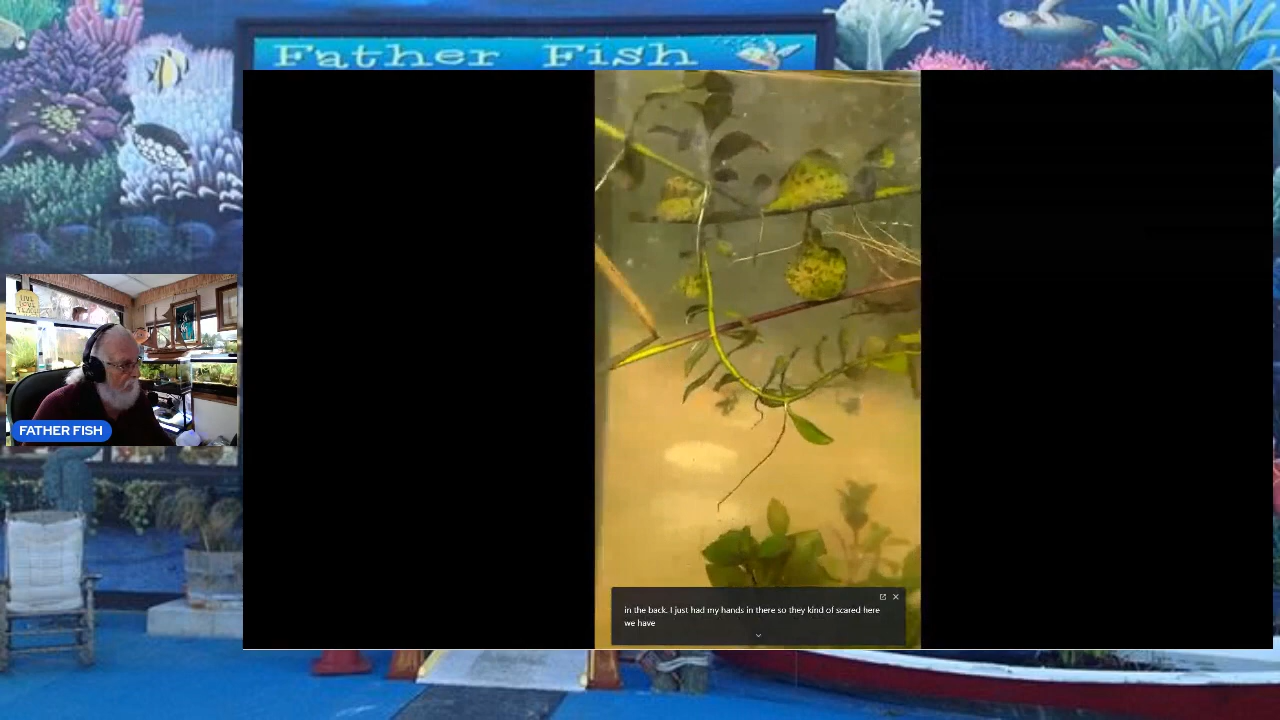 Father Fish
FATHER FISH
in the back. I just had my hands in there so they kind of scared here
we have